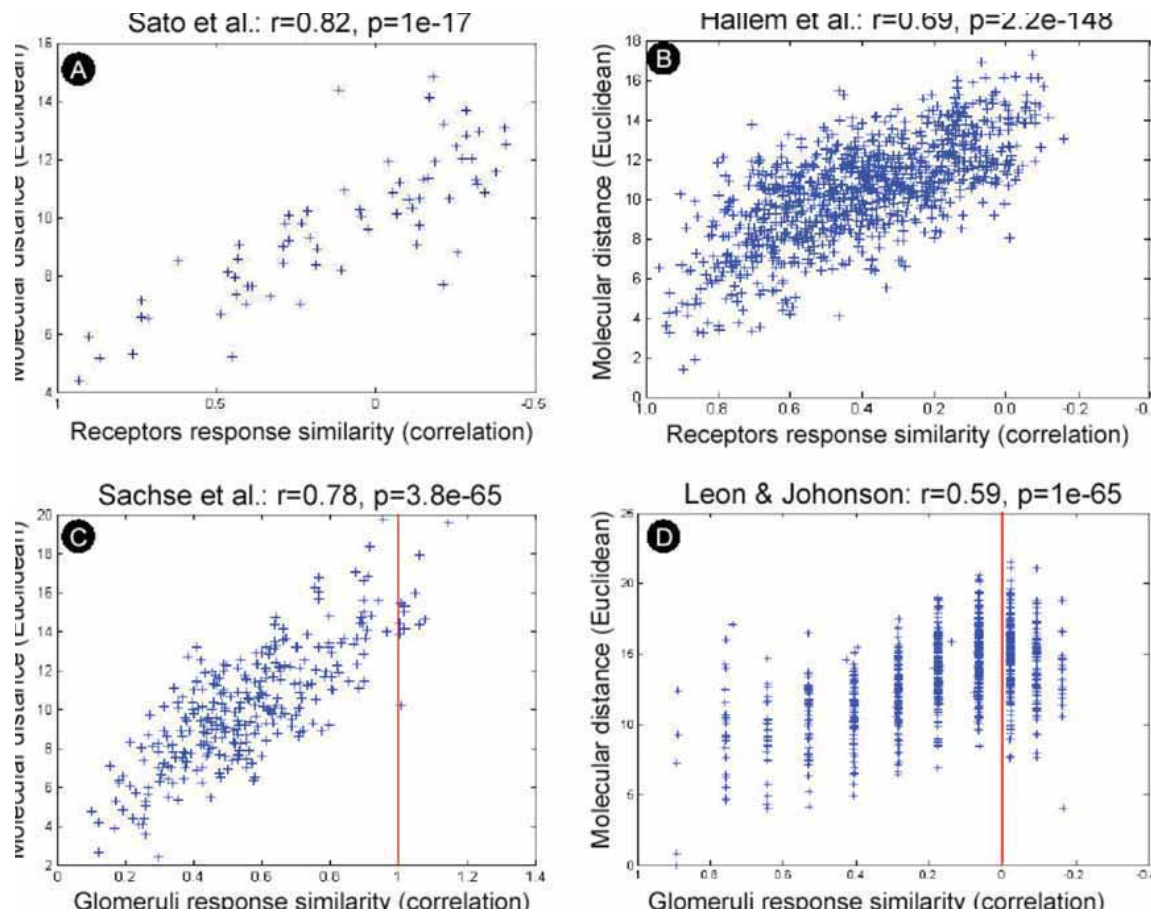 Sato et al.: r=0.82, p=1e-17
A
Molecular distance (Euclidean)
16
14
12
10
8
6
4
1
0.5
0
-0.5
Receptors response similarity (correlation)
Hallem et al.: r=0.69, p=2.2e-148
B
Molecular distance (Euclidean)
18
16
14
12
10
8
6
4
2
0
1.0 0.8 0.6 0.4 0.2 0.0 -0.2
Receptors response similarity (correlation)
Sachse et al.: r=0.78, p=3.8e-65
C
Molecular distance (Euclidean)
20
18
16
14
12
10
8
6
4
2
0 0.2 0.4 0.6 0.8 1 1.2 1.4
Glomeruli response similarity (correlation)
Leon & Johonson: r=0.59, p=1e-65
D
Molecular distance (Euclidean)
25
20
15
10
5
0
1 0.8 0.6 0.4 0.2 0 -0.2
Glomeruli response similarity (correlation)